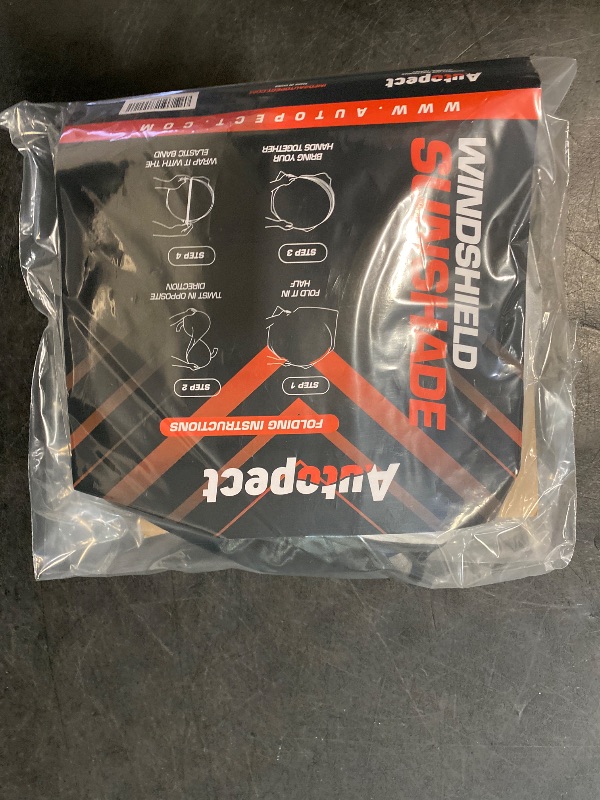 Autopect
FOLDING INSTRUCTIONS
STEP 1
FOLD IT IN
HALF
STEP 2
TWIST IN OPPOSITE
DIRECTION
STEP 3
BRING YOUR
HANDS TOGETHER
STEP 4
WRAP IT WITH THE
ELASTIC BAND
WINDSHIELD
SUNSHADE
WWW.AUTOPECT.COM
Autopect